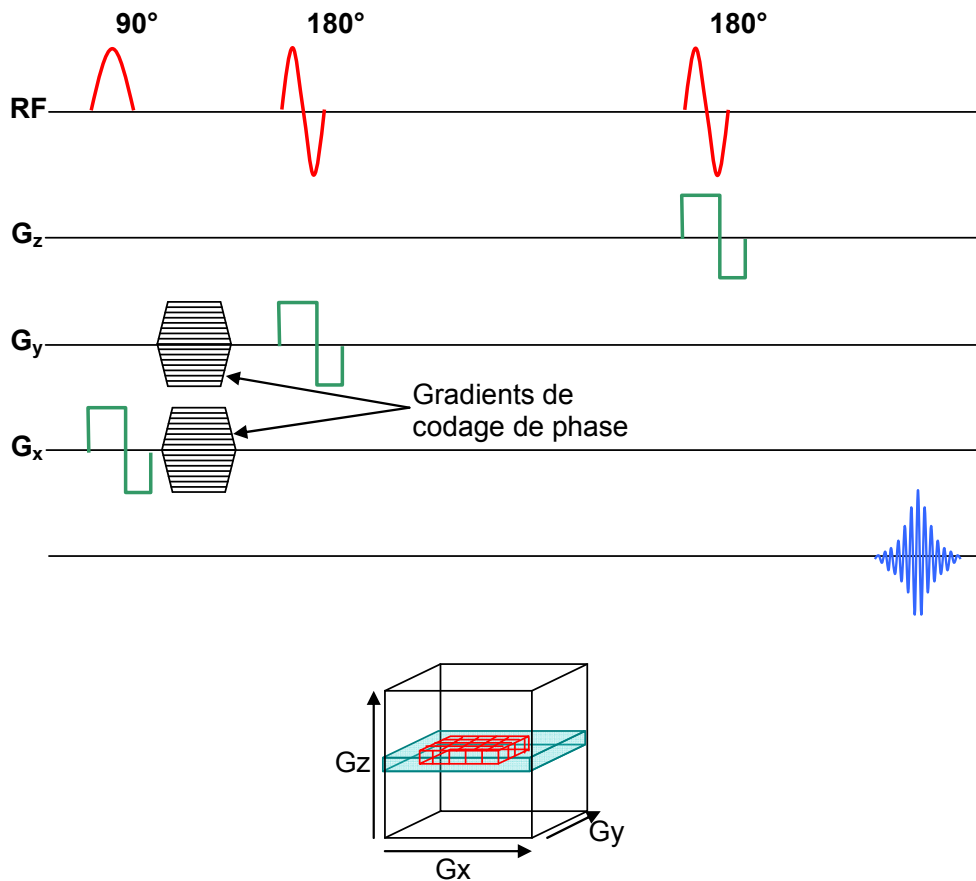 90° 180° 180°
RF
Gz
Gy
Gradients de
codage de phase
Gx
Gz
Gy
Gx